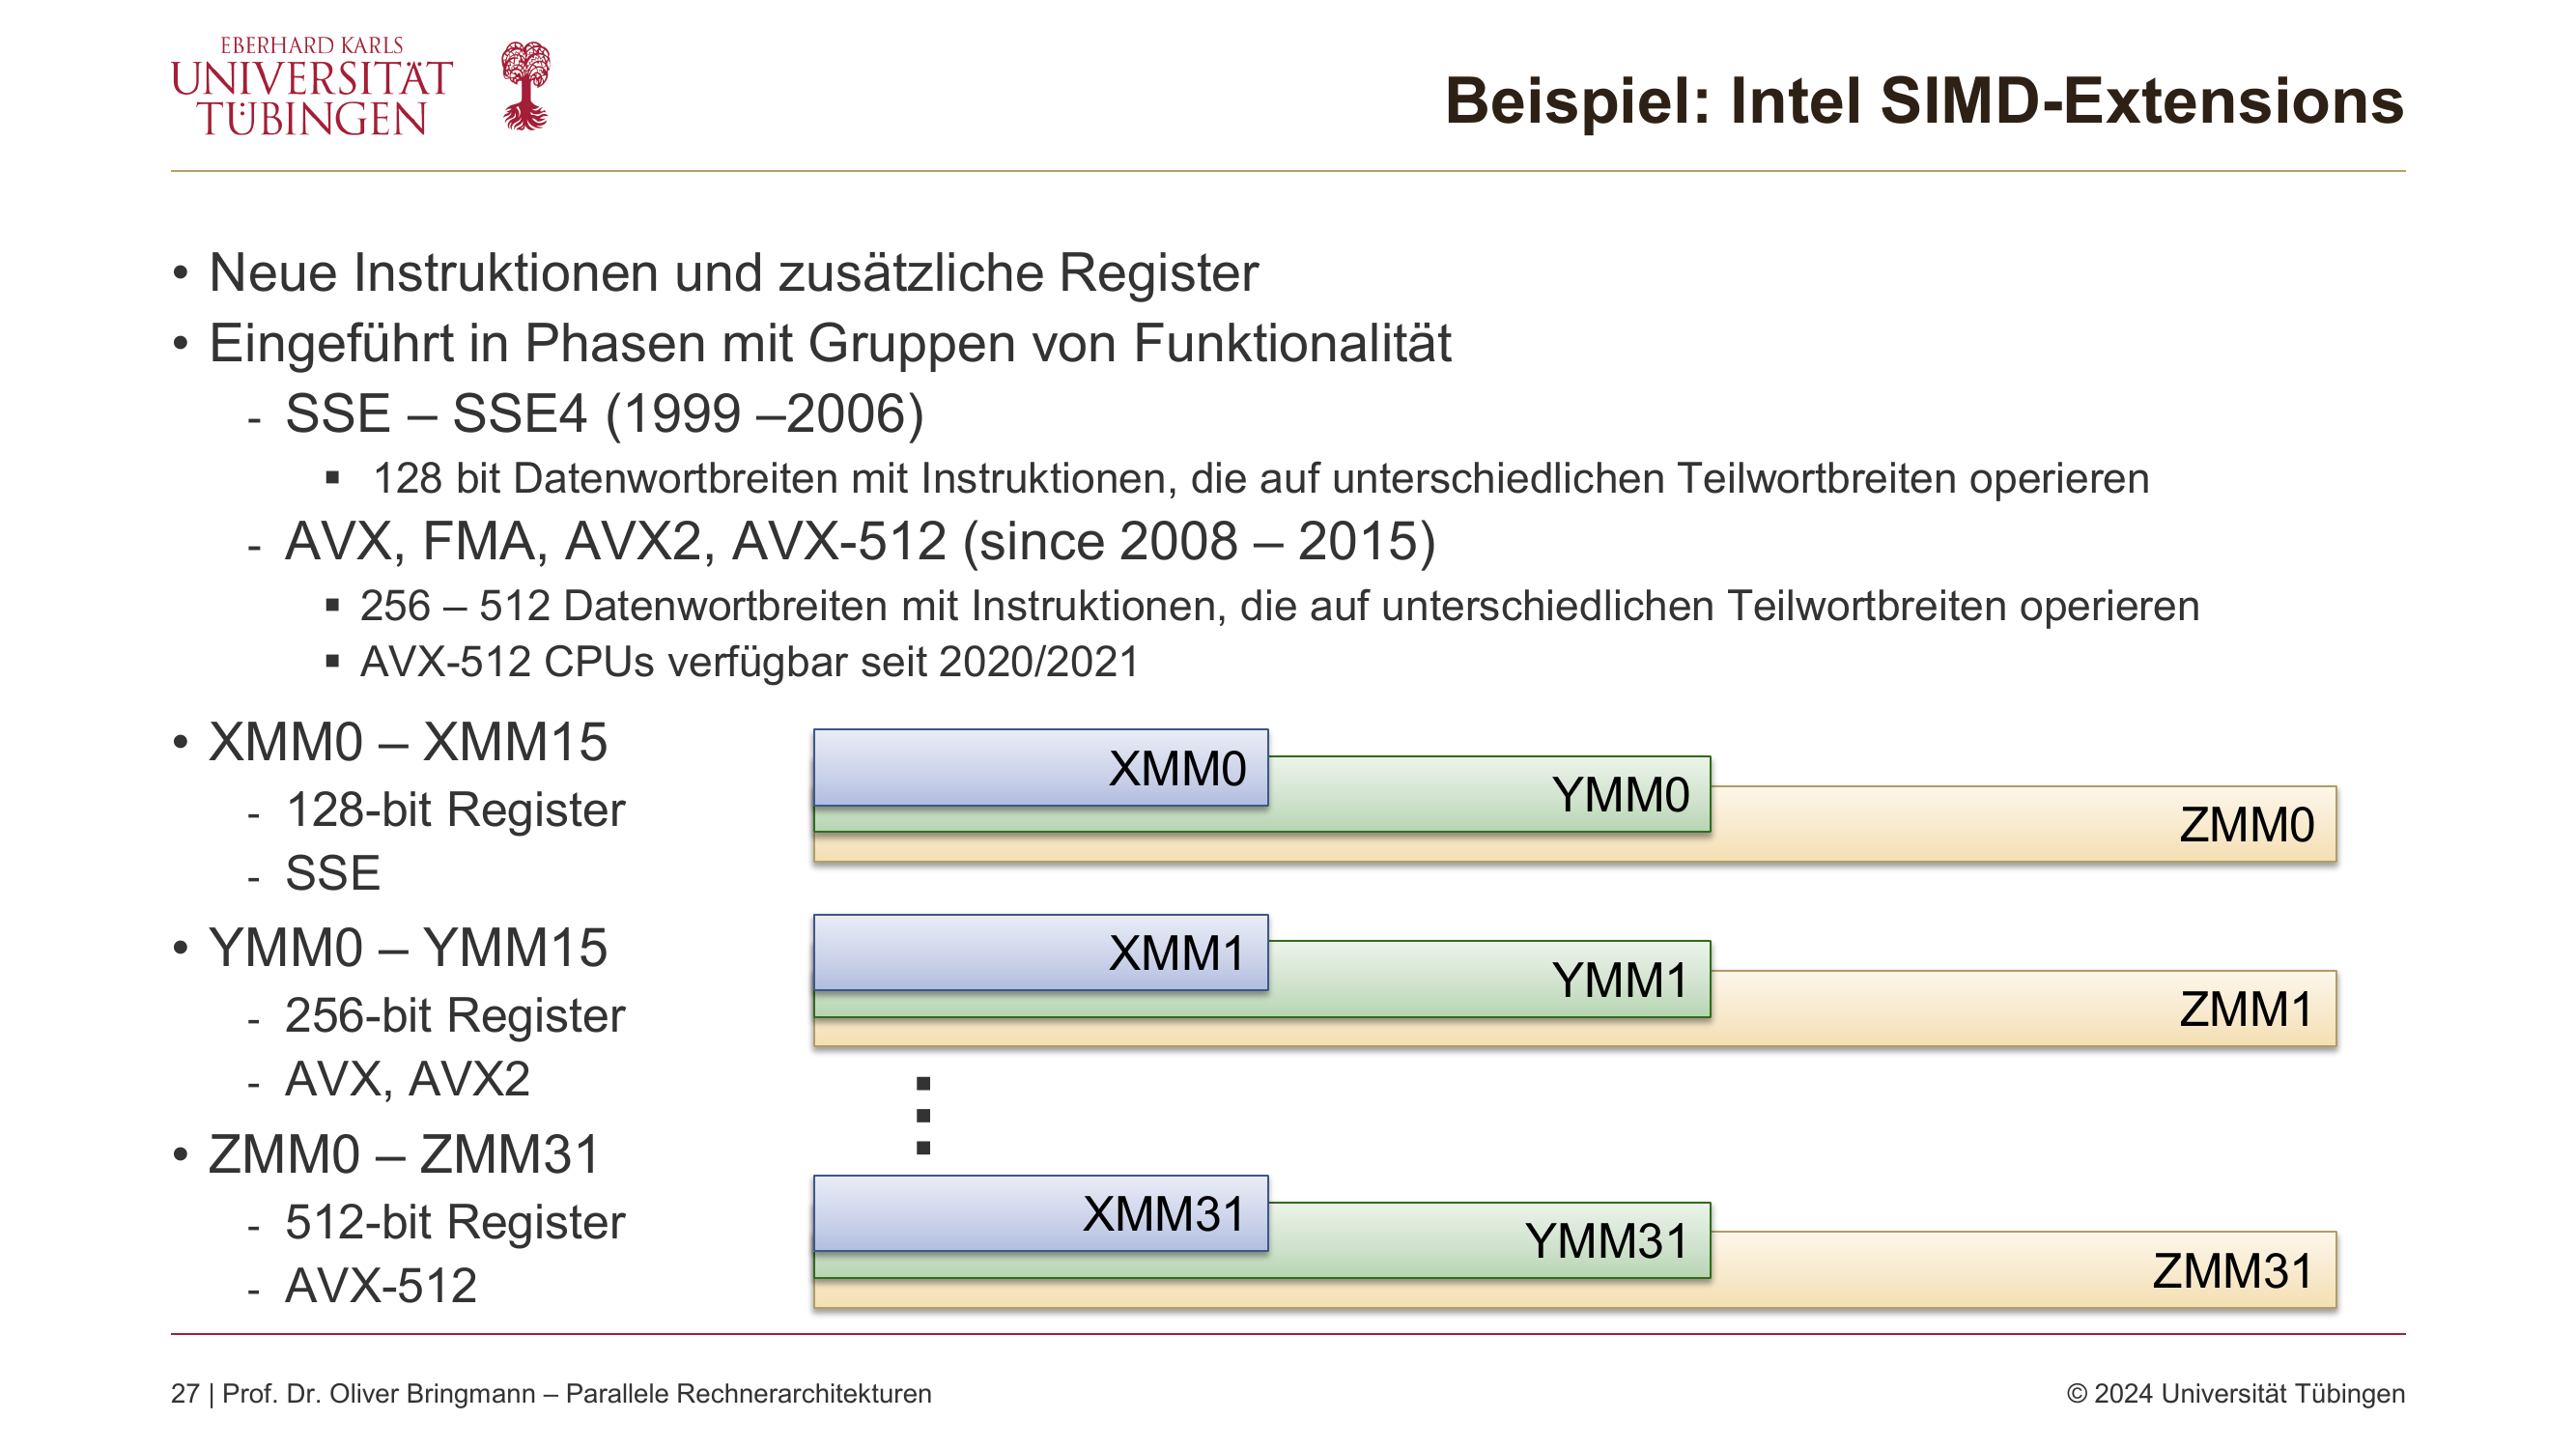 EBERHARD KARLS
UNIVERSITÄT
TÜBINGEN
Beispiel: Intel SIMD-Extensions
• Neue Instruktionen und zusätzliche Register
• Eingeführt in Phasen mit Gruppen von Funktionalität
- SSE – SSE4 (1999 –2006)
▪ 128 bit Datenwortbreiten mit Instruktionen, die auf unterschiedlichen Teilwortbreiten operieren
- AVX, FMA, AVX2, AVX-512 (since 2008 – 2015)
▪ 256 – 512 Datenwortbreiten mit Instruktionen, die auf unterschiedlichen Teilwortbreiten operieren
▪ AVX-512 CPUs verfügbar seit 2020/2021
• XMM0 – XMM15
- 128-bit Register
- SSE
• YMM0 – YMM15
- 256-bit Register
- AVX, AVX2
• ZMM0 – ZMM31
- 512-bit Register
- AVX-512
XMM0
YMM0
ZMM0
XMM1
YMM1
ZMM1
XMM31
YMM31
ZMM31
27 | Prof. Dr. Oliver Bringmann – Parallele Rechnerarchitekturen
© 2024 Universität Tübingen